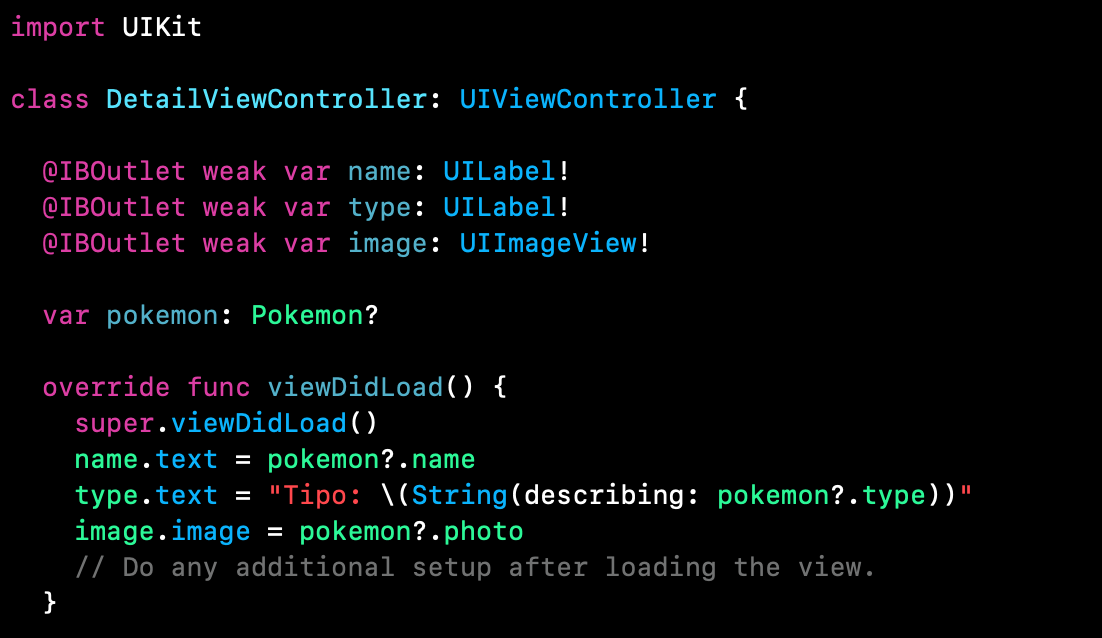 import UIKit
class DetailViewController: UIViewController {
@IBOutlet weak var name: UILabel!
@IBOutlet weak var type: UILabel!
@IBOutlet weak var image: UIImageView!
var pokemon: Pokemon?
override func viewDidLoad() {
super.viewDidLoad()
name.text = pokemon?.name
type.text = "Tipo: \(String(describing: pokemon?.type))"
image.image = pokemon?.photo
// Do any additional setup after loading the view.
}